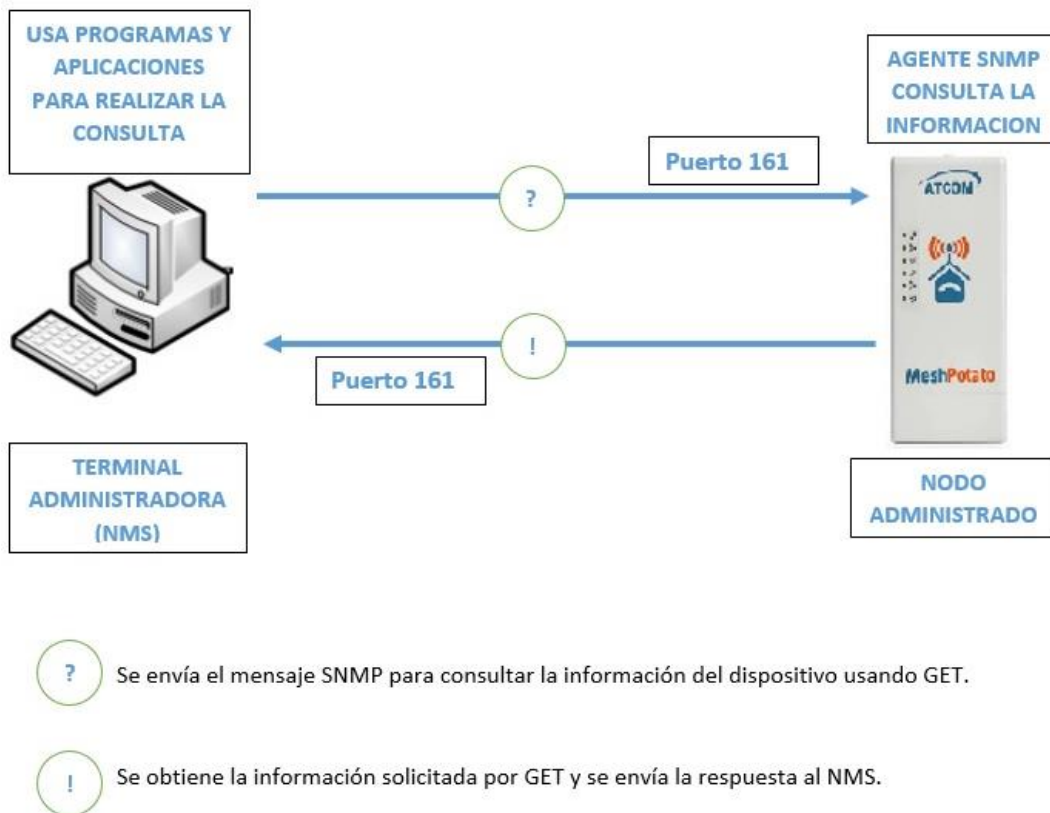 USA PROGRAMAS Y
APLICACIONES
PARA REALIZAR LA
CONSULTA
AGENTE SNMP
CONSULTA LA
INFORMACION
Puerto 161
?
ATCOM
!
Puerto 161
MeshPotato
TERMINAL
ADMINISTRADORA
(NMS)
NODO
ADMINISTRADO
? Se envía el mensaje SNMP para consultar la información del dispositivo usando GET.
! Se obtiene la información solicitada por GET y se envía la respuesta al NMS.